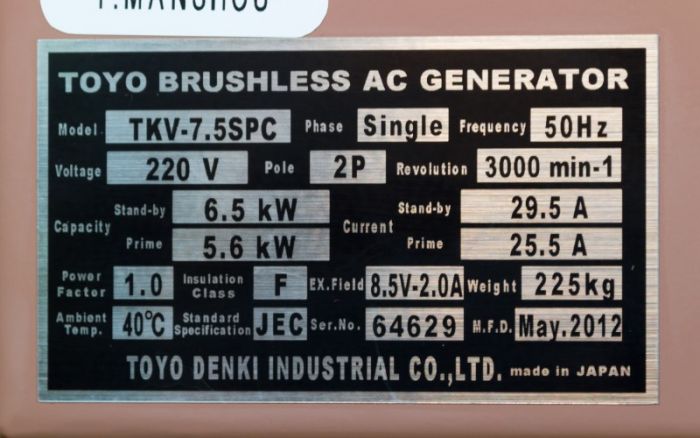 T.MANSHOU
TOYO BRUSHLESS AC GENERATOR
Model TKV-7.5SPC Phase Single Frequency 50Hz
Voltage 220 V Pole 2P Revolution 3000 min-1
Capacity Stand-by 6.5 kW Current Stand-by 29.5 A
Prime 5.6 kW Prime 25.5 A
Power Factor 1.0 Insulation Class F EX.Field 8.5V-2.0A Weight 225kg
Ambient Temp. 40℃ Standard Specification JEC Ser.No. 64629 M.F.D. May.2012
TOYO DENKI INDUSTRIAL CO.,LTD. made in JAPAN